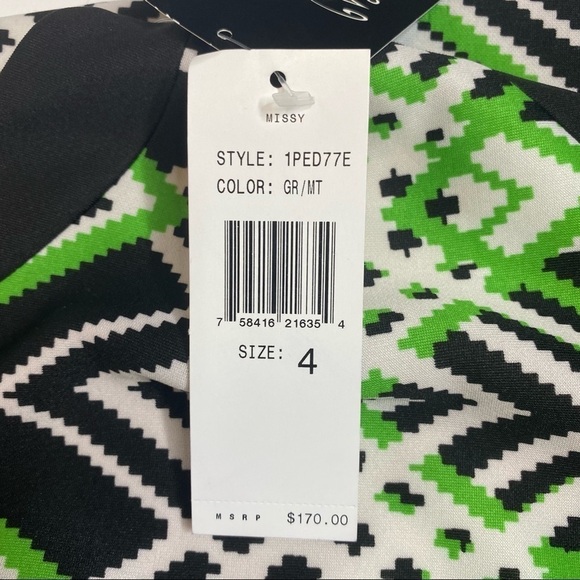 MISSY
STYLE: 1PED77E
COLOR: GR/MT
7 58416 21635 4
SIZE: 4
MSRP $170.00